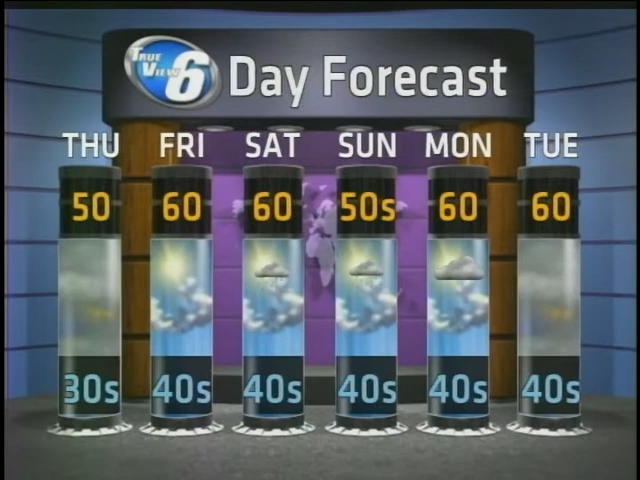 TRUE VIEW 6 Day Forecast
THU FRI SAT SUN MON TUE
50 60 60 50s 60 60
30s 40s 40s 40s 40s 40s